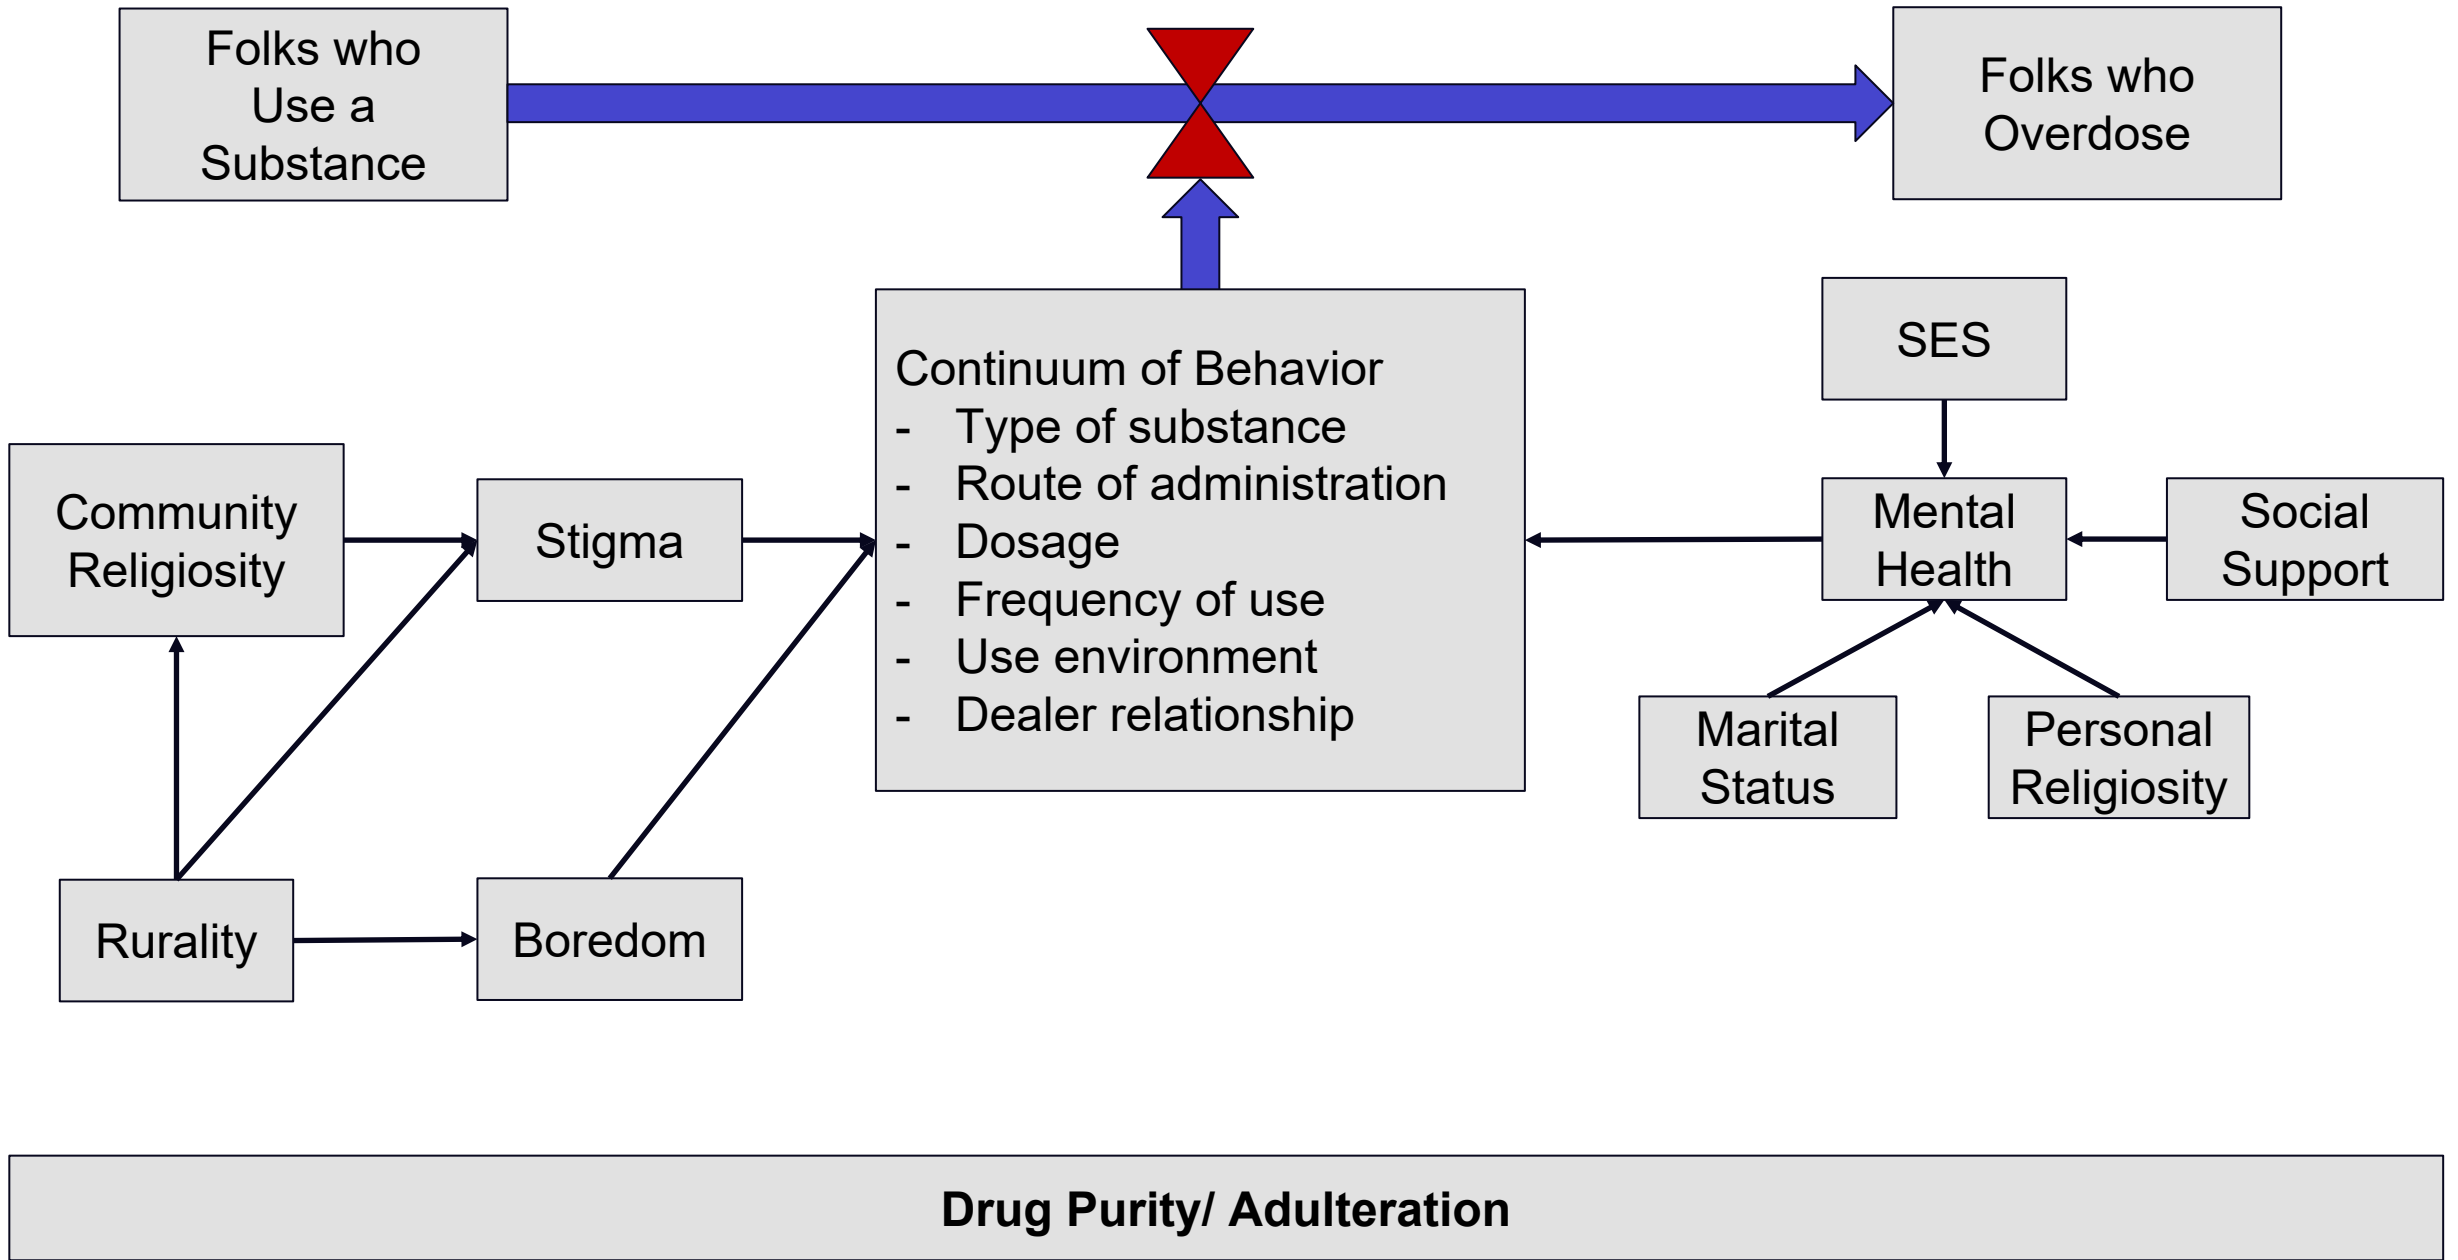 Folks who
Use a
Substance
Folks who
Overdose
Continuum of Behavior
- Type of substance
- Route of administration
- Dosage
- Frequency of use
- Use environment
- Dealer relationship
SES
Community
Religiosity
Stigma
Mental
Health
Social
Support
Marital
Status
Personal
Religiosity
Rurality
Boredom
Drug Purity/ Adulteration